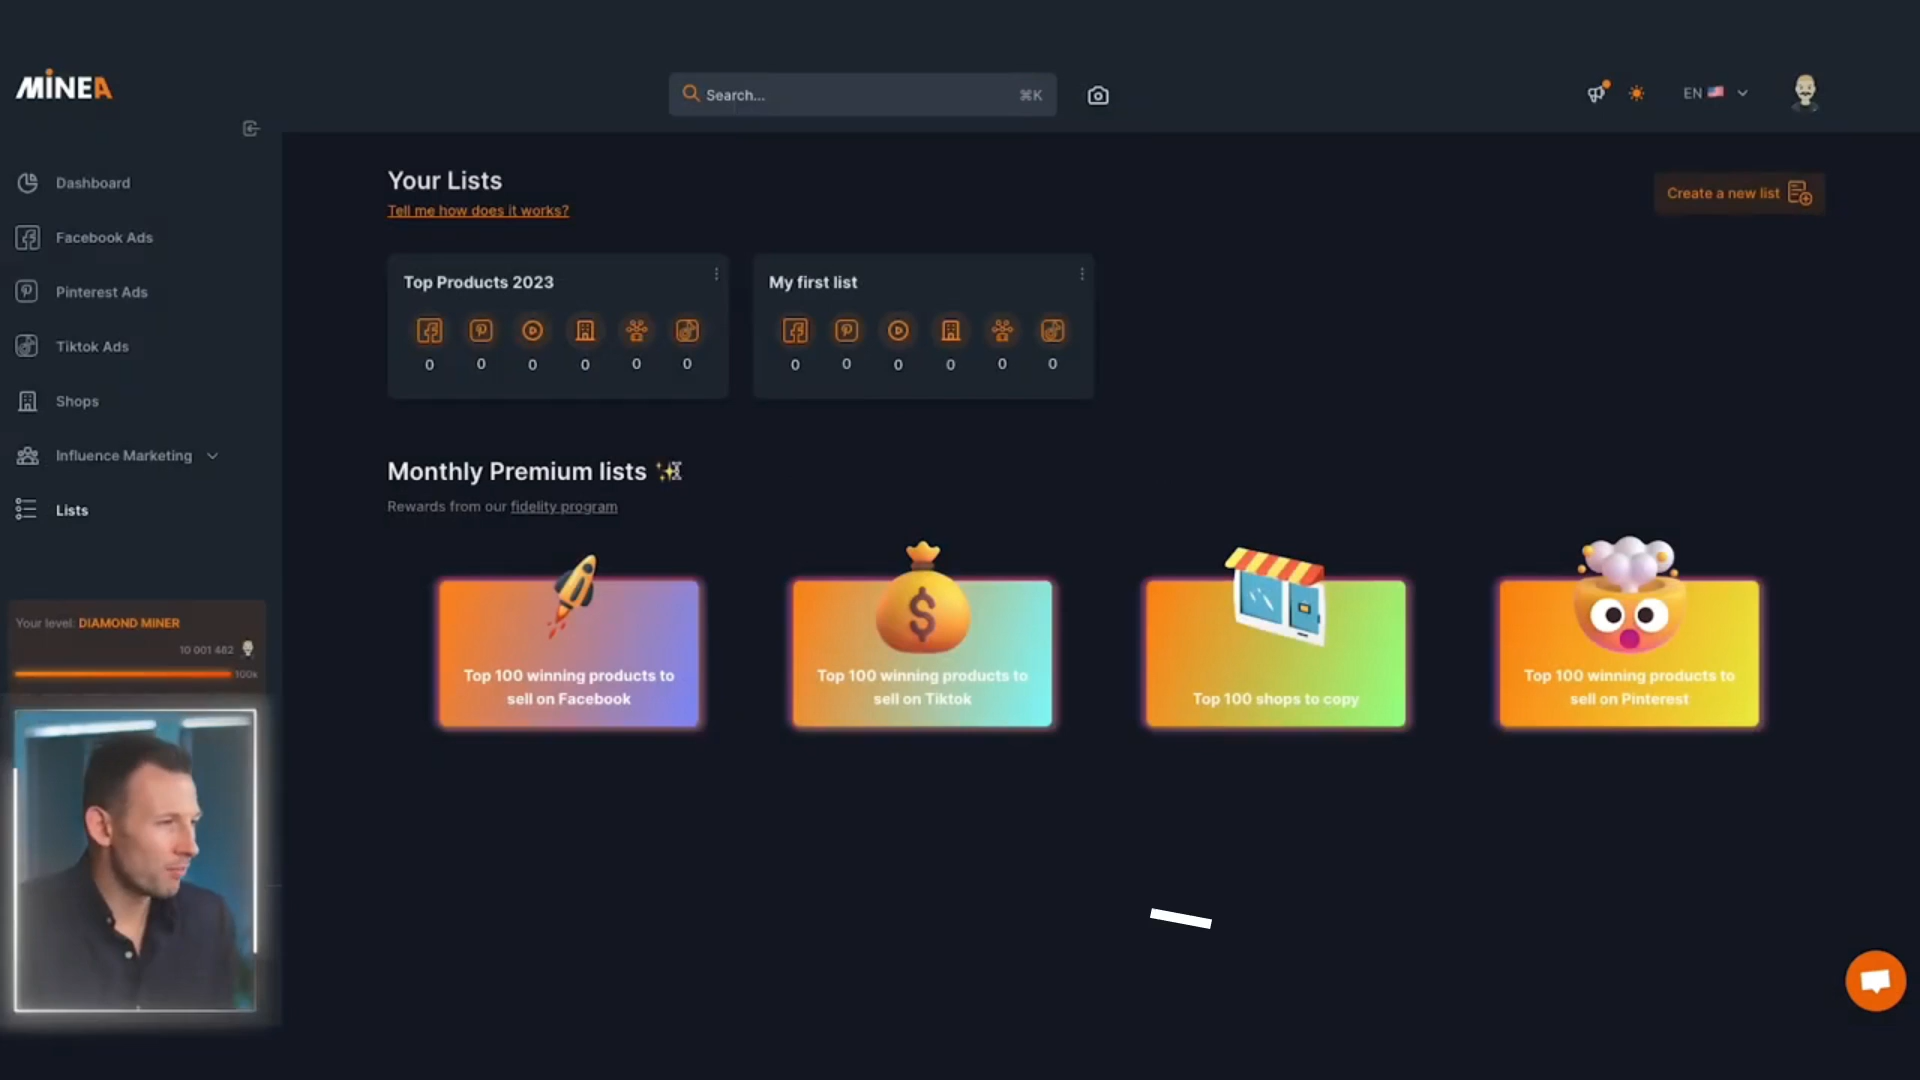 MINEA
Search...
⌘K
EN
Dashboard
Facebook Ads
Pinterest Ads
Tiktok Ads
Shops
Influence Marketing
Lists
Your level: DIAMOND MINER
10 001 462
100k
Your Lists
Tell me how does it works?
Create a new list
Top Products 2023
0 0 0 0 0 0
My first list
0 0 0 0 0 0
Monthly Premium lists
Rewards from our fidelity program
Top 100 winning products to
sell on Facebook
$
Top 100 winning products to
sell on Tiktok
Top 100 shops to copy
Top 100 winning products to
sell on Pinterest